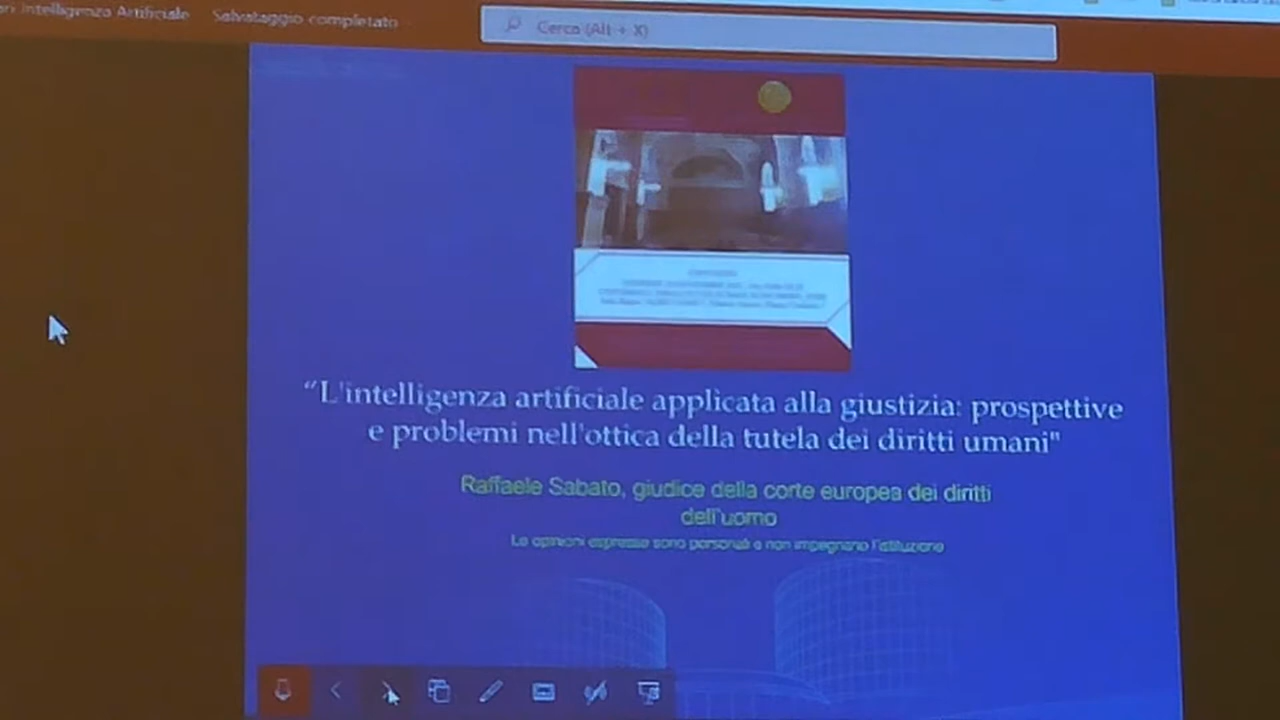 Intelligenza Artificiale Salvataggio completato
Cerca (Alt + X)
“L'intelligenza artificiale applicata alla giustizia: prospettive
e problemi nell'ottica della tutela dei diritti umani"
Raffaele Sabato, giudice della corte europea dei diritti
dell'uomo
Le opinioni espresse sono personali e non impegnano l'istituzione